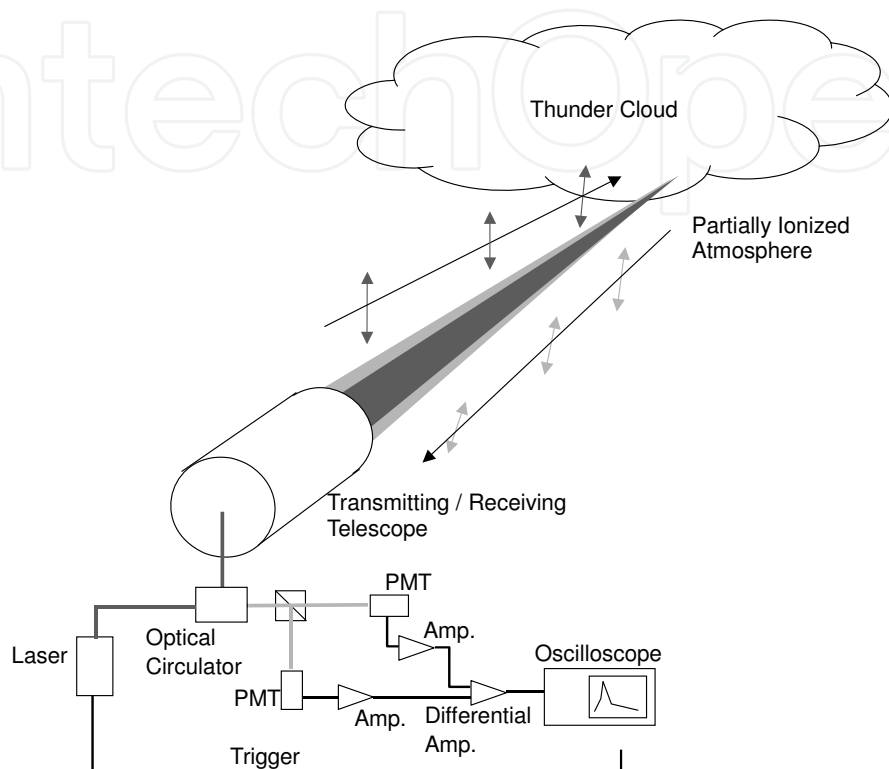 ntechOpe
Thunder Cloud
Partially Ionized
Atmosphere
Transmitting / Receiving
Telescope
PMT
Amp.
Optical
Circulator
Laser
Oscilloscope
PMT
Amp.
Differential
Amp.
Trigger